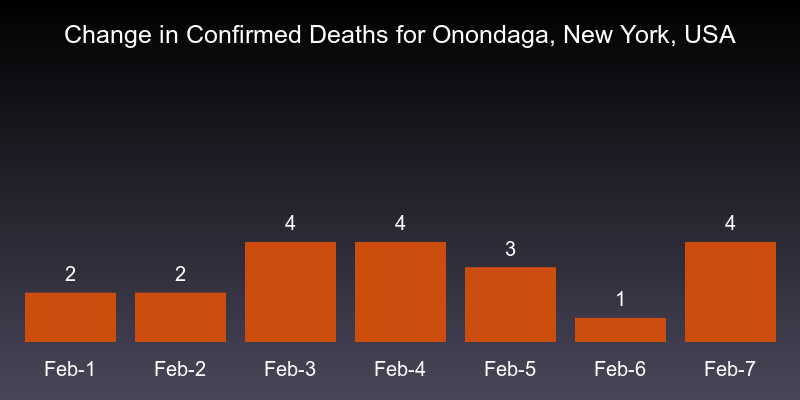 Change in Confirmed Deaths for Onondaga, New York, USA
4 4 4
3
2 2
1
Feb-1 Feb-2 Feb-3 Feb-4 Feb-5 Feb-6 Feb-7